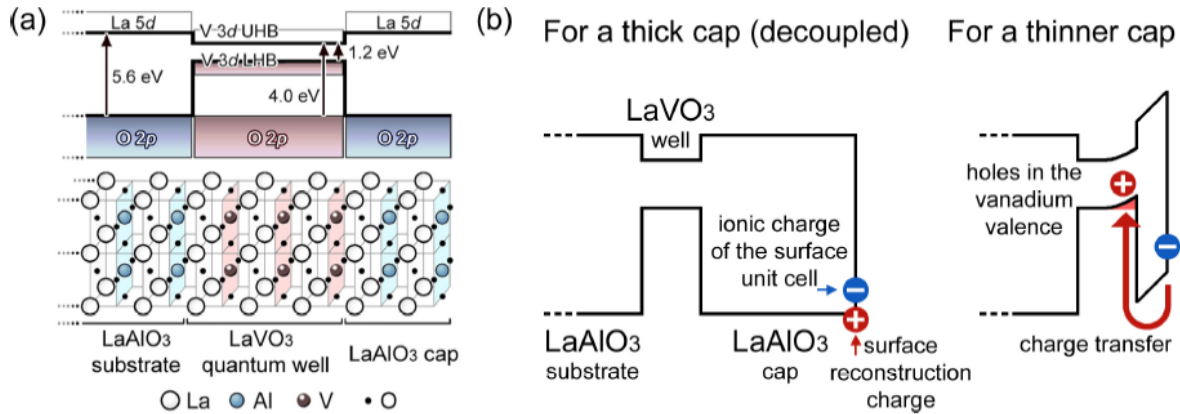 (a)
La 5d
V 3d UHB
La 5d
1.2 eV
V 3d LHB
5.6 eV
4.0 eV
O 2p
O 2p
O 2p
LaAlO₃
substrate
LaVO₃
quantum well
LaAlO₃ cap
La
Al
V
O
(b)
For a thick cap (decoupled)
LaVO₃
well
ionic charge
of the surface
unit cell
−
+
LaAlO₃
substrate
LaAlO₃
cap
surface
reconstruction
charge
For a thinner cap
holes in the
vanadium
valence
+
−
charge transfer